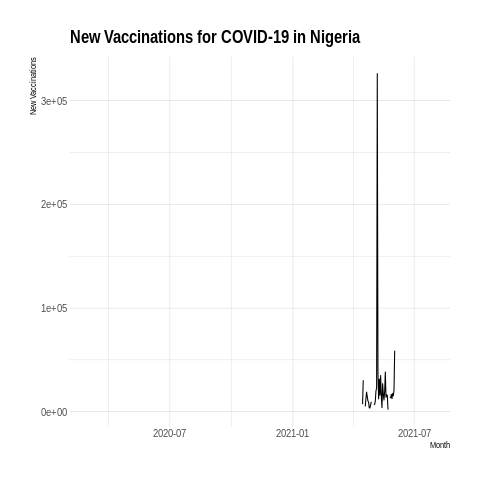 New Vaccinations for COVID-19 in Nigeria
New Vaccinations
3e+05
2e+05
1e+05
0e+00
2020-07
2021-01
2021-07
Month